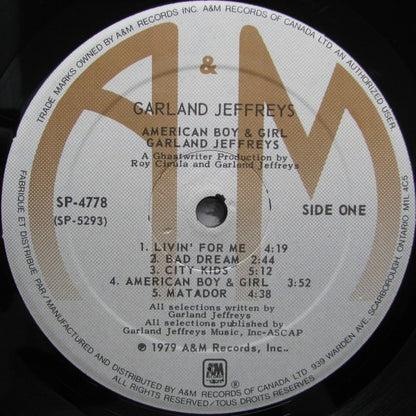 TRADE MARKS OWNED BY A&M RECORDS INC. A&M RECORDS OF CANADA LTD. AN AUTHORIZED USER.
&
A M
GARLAND JEFFREYS
AMERICAN BOY & GIRL
GARLAND JEFFREYS
A Ghostwriter Production by
Roy Cicala and Garland Jeffreys
SP-4778
(SP-5293)
SIDE ONE
1. LIVIN' FOR ME 4:19
2. BAD DREAM 2:44
3. CITY KIDS 5:12
4. AMERICAN BOY & GIRL 3:52
5. MATADOR 4:38
All selections written by
Garland Jeffreys
All selections published by
Garland Jeffreys Music, Inc-ASCAP
℗ 1979 A&M Records, Inc..
A&M
RECORDS
®
FABRIQUE ET DISTRIBUÉ PAR/MANUFACTURED AND DISTRIBUTED BY A&M RECORDS OF CANADA LTD. 939 WARDEN AVE. SCARBOROUGH, ONTARIO M1L 4C5
ALL RIGHTS RESERVED/TOUS DROITS RESERVÉS.